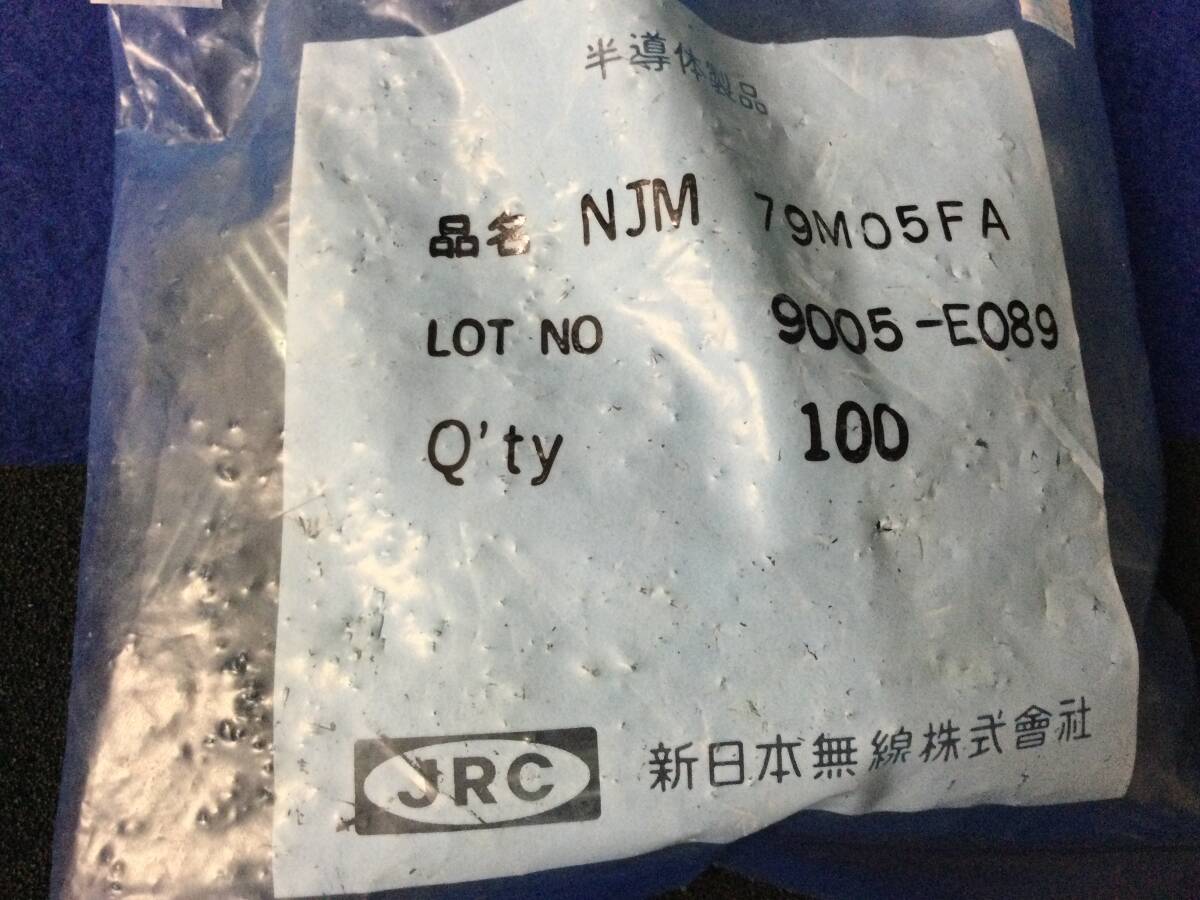 半導体製品
品名 NJM 79M05FA
LOT NO 9005-E089
Q'ty 100
JRC 新日本無線株式會社